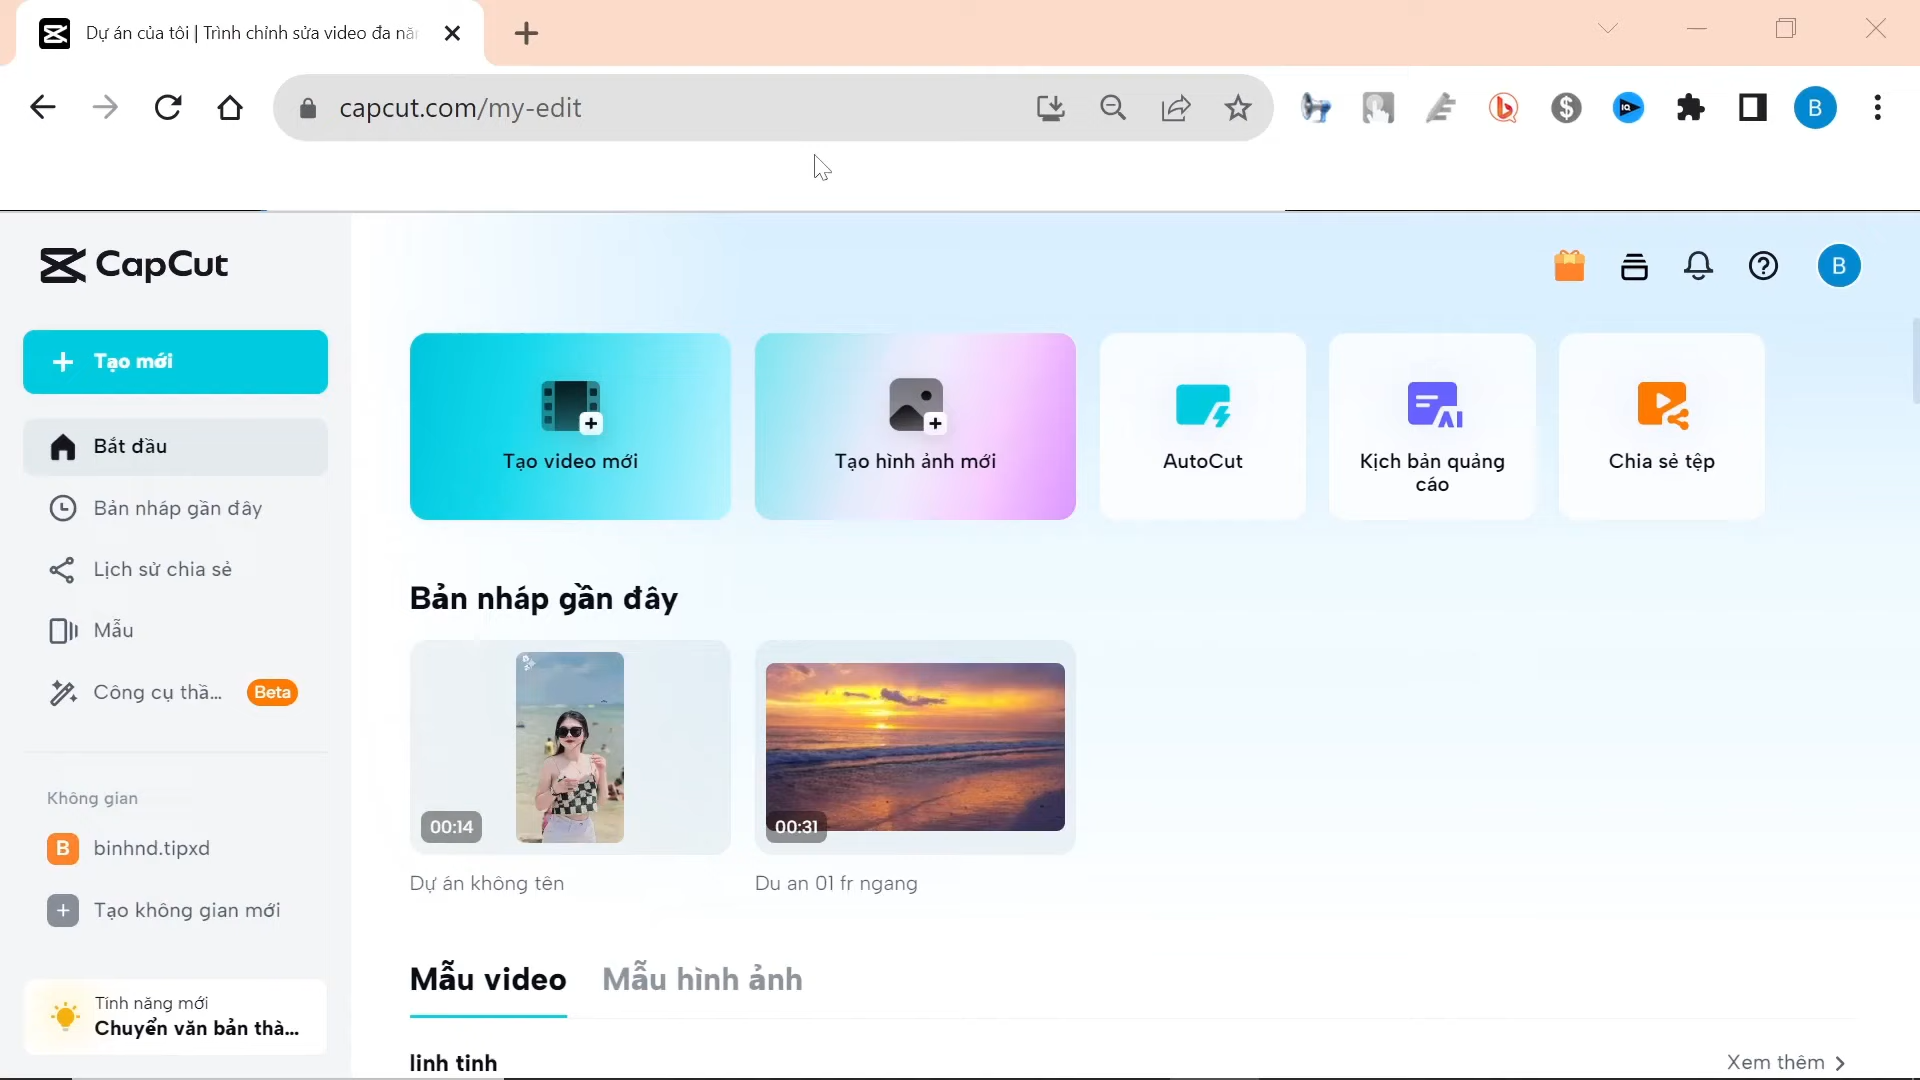 Dự án của tôi | Trình chỉnh sửa video đa nă
capcut.com/my-edit
B
CapCut
B
Tạo mới
Tạo video mới
Tạo hình ảnh mới
AutoCut
Kịch bản quảng
cáo
Chia sẻ tệp
Bắt đầu
Bản nháp gần đây
Lịch sử chia sẻ
Mẫu
Công cụ thầ...
Beta
Bản nháp gần đây
00:14
00:31
Dự án không tên
Du an 01 fr ngang
Không gian
B
binhnd.tipxd
Tạo không gian mới
Tính năng mới
Chuyển văn bản thà...
Mẫu video
Mẫu hình ảnh
linh tinh
Xem thêm